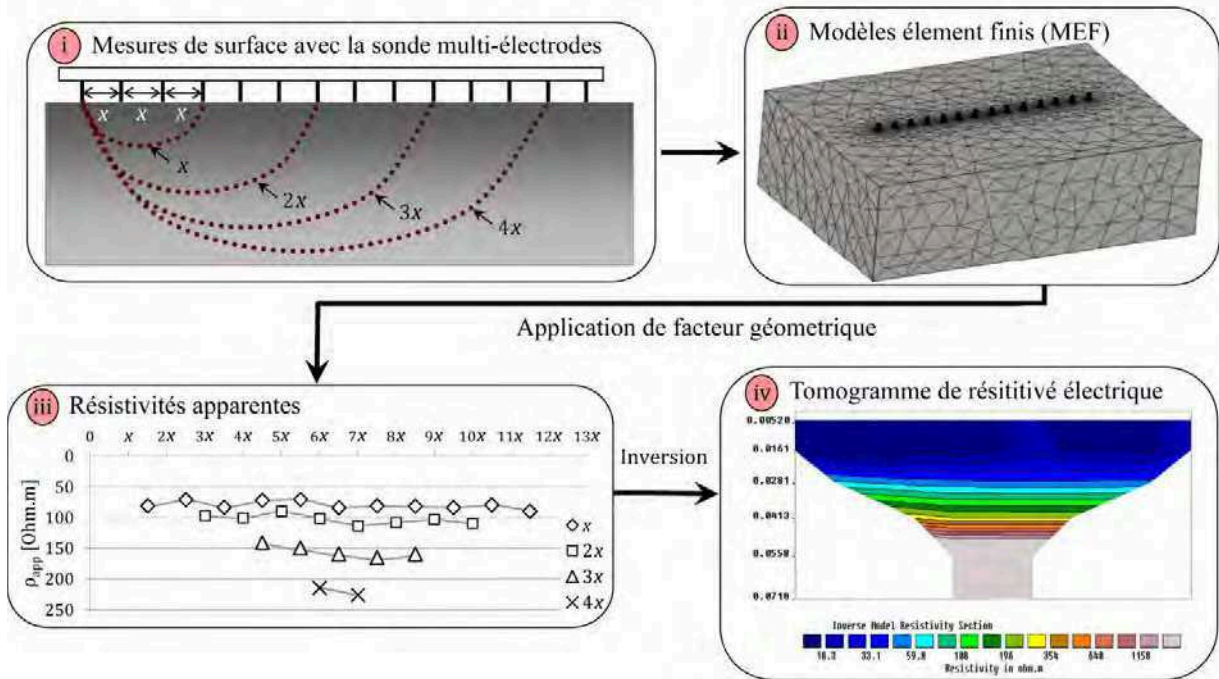 i Mesures de surface avec la sonde multi-électrodes
x x x
x
2x
3x
4x
ii Modèles élement finis (MEF)
Application de facteur géometrique
iii Résistivités apparentes
0 x 2x 3x 4x 5x 6x 7x 8x 9x 10x 11x 12x 13x
ρapp [Ohm.m]
0
50
100
150
200
250
x
2x
3x
4x
Inversion
iv Tomogramme de résititivé électrique
0.00520
0.0161
0.0281
0.0413
0.0558
0.0718
Inverse Model Resistivity Section
18.3 33.1 59.8 108 196 354 640 1158
Resistivity in ohm.m